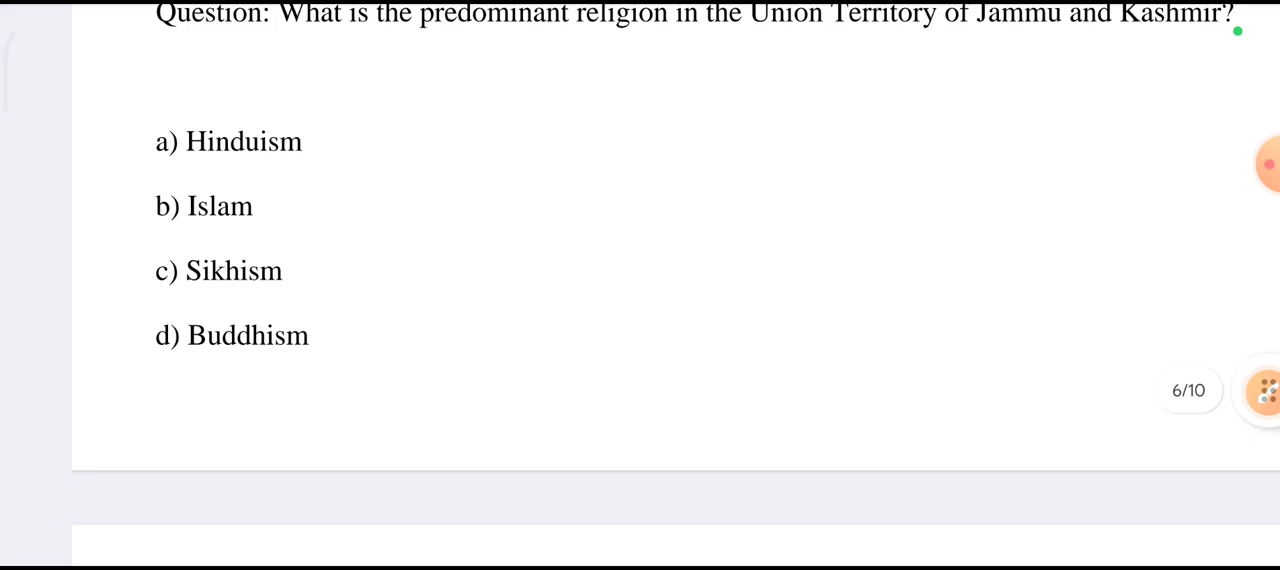 Question: What is the predominant religion in the Union Territory of Jammu and Kashmir?
a) Hinduism
b) Islam
c) Sikhism
d) Buddhism
6/10